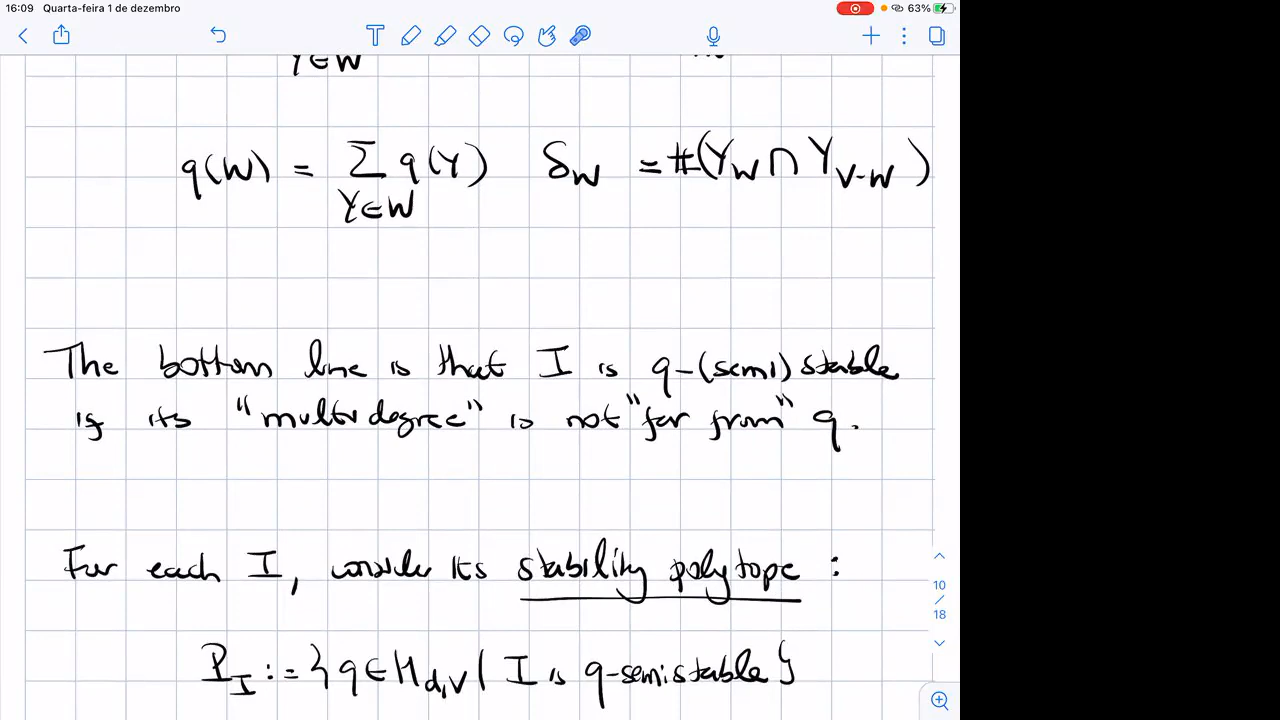 16:09 Quarta-feira 1 de dezembro 63%
Y∈W
q(W) = Σ q(Y) δ_W = #(Y_W ∩ Y_{V-W})
Y∈W
The bottom line is that I is q-(semi)stable
if its "multidegree" is not "far from" q.
For each I, consider its stability polytope :
10
/
18
P_I := { q ∈ H_{d,V} | I is q-semistable }